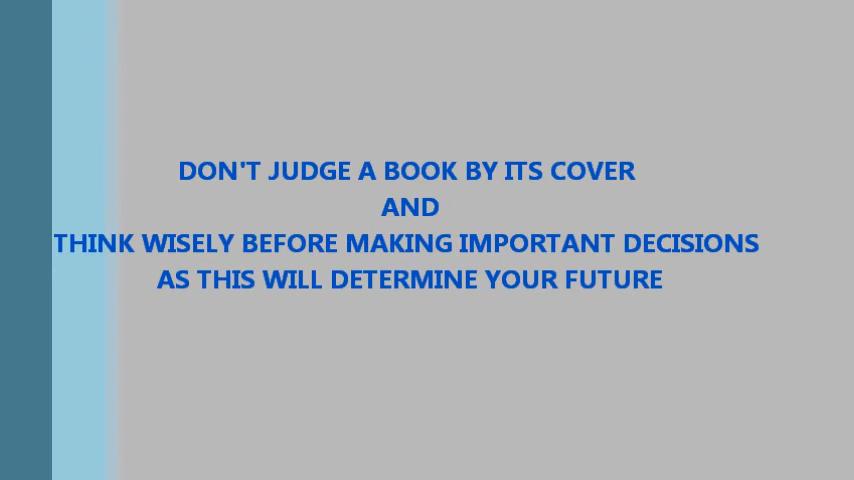 DON'T JUDGE A BOOK BY ITS COVER
AND
THINK WISELY BEFORE MAKING IMPORTANT DECISIONS
AS THIS WILL DETERMINE YOUR FUTURE